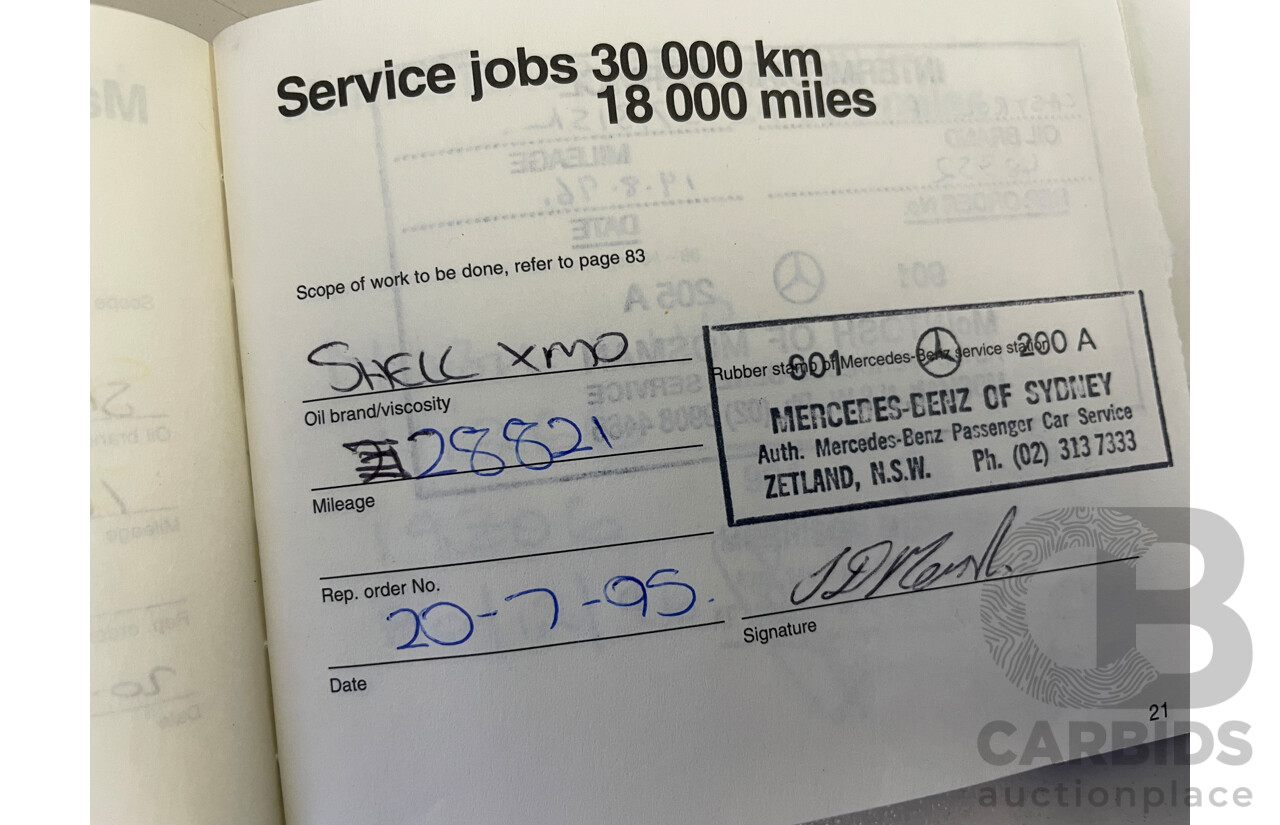 Service jobs 30 000 km
18 000 miles
Scope of work to be done, refer to page 83
SHELL XMO
Oil brand/viscosity
28821
Mileage
Rep. order No.
20-7-95.
Date
Rubber stamp of Mercedes-Benz service station
801 200 A
MERCEDES-BENZ OF SYDNEY
Auth. Mercedes-Benz Passenger Car Service
ZETLAND, N.S.W. Ph. (02) 313 7333
Signature
21
CARBIDS
auctionplace